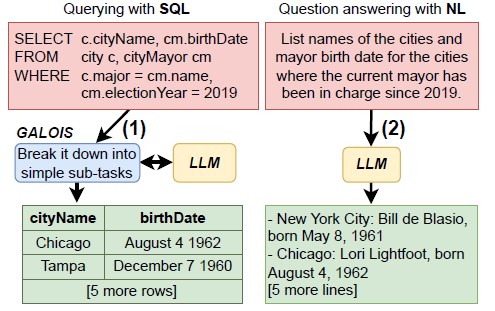 Querying with SQL
SELECT c.cityName, cm.birthDate
FROM city c, cityMayor cm
WHERE c.major = cm.name,
cm.electionYear = 2019
GALOIS
(1)
Break it down into
simple sub-tasks
LLM
cityName birthDate
Chicago August 4 1962
Tampa December 7 1960
[5 more rows]
Question answering with NL
List names of the cities and
mayor birth date for the cities
where the current mayor has
been in charge since 2019.
(2)
LLM
- New York City: Bill de Blasio,
born May 8, 1961
- Chicago: Lori Lightfoot, born
August 4, 1962
[5 more lines]